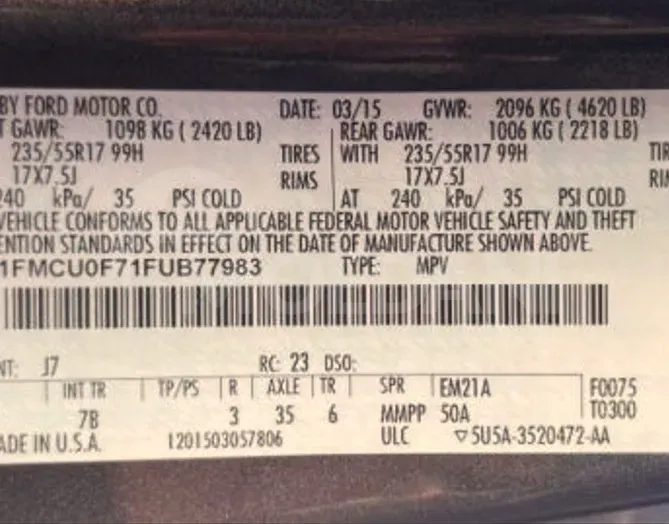 BY FORD MOTOR CO. DATE: 03/15 GVWR: 2096 KG ( 4620 LB)
T GAWR: 1098 KG ( 2420 LB) REAR GAWR: 1006 KG ( 2218 LB)
235/55R17 99H TIRES WITH 235/55R17 99H TIR
17X7.5J RIMS 17X7.5J RIM
240 kPa/ 35 PSI COLD AT 240 kPa/ 35 PSI COLD
VEHICLE CONFORMS TO ALL APPLICABLE FEDERAL MOTOR VEHICLE SAFETY AND THEFT
ENTION STANDARDS IN EFFECT ON THE DATE OF MANUFACTURE SHOWN ABOVE.
1FMCU0F71FUB77983 TYPE: MPV
NT: J7 RC: 23 DSO:
INT TR TP/PS R AXLE TR SPR EM21A F0075
7B 3 35 6 MMPP 50A T0300
ADE IN U.S.A. 1201503057806 ULC ▽5U5A-3520472-AA